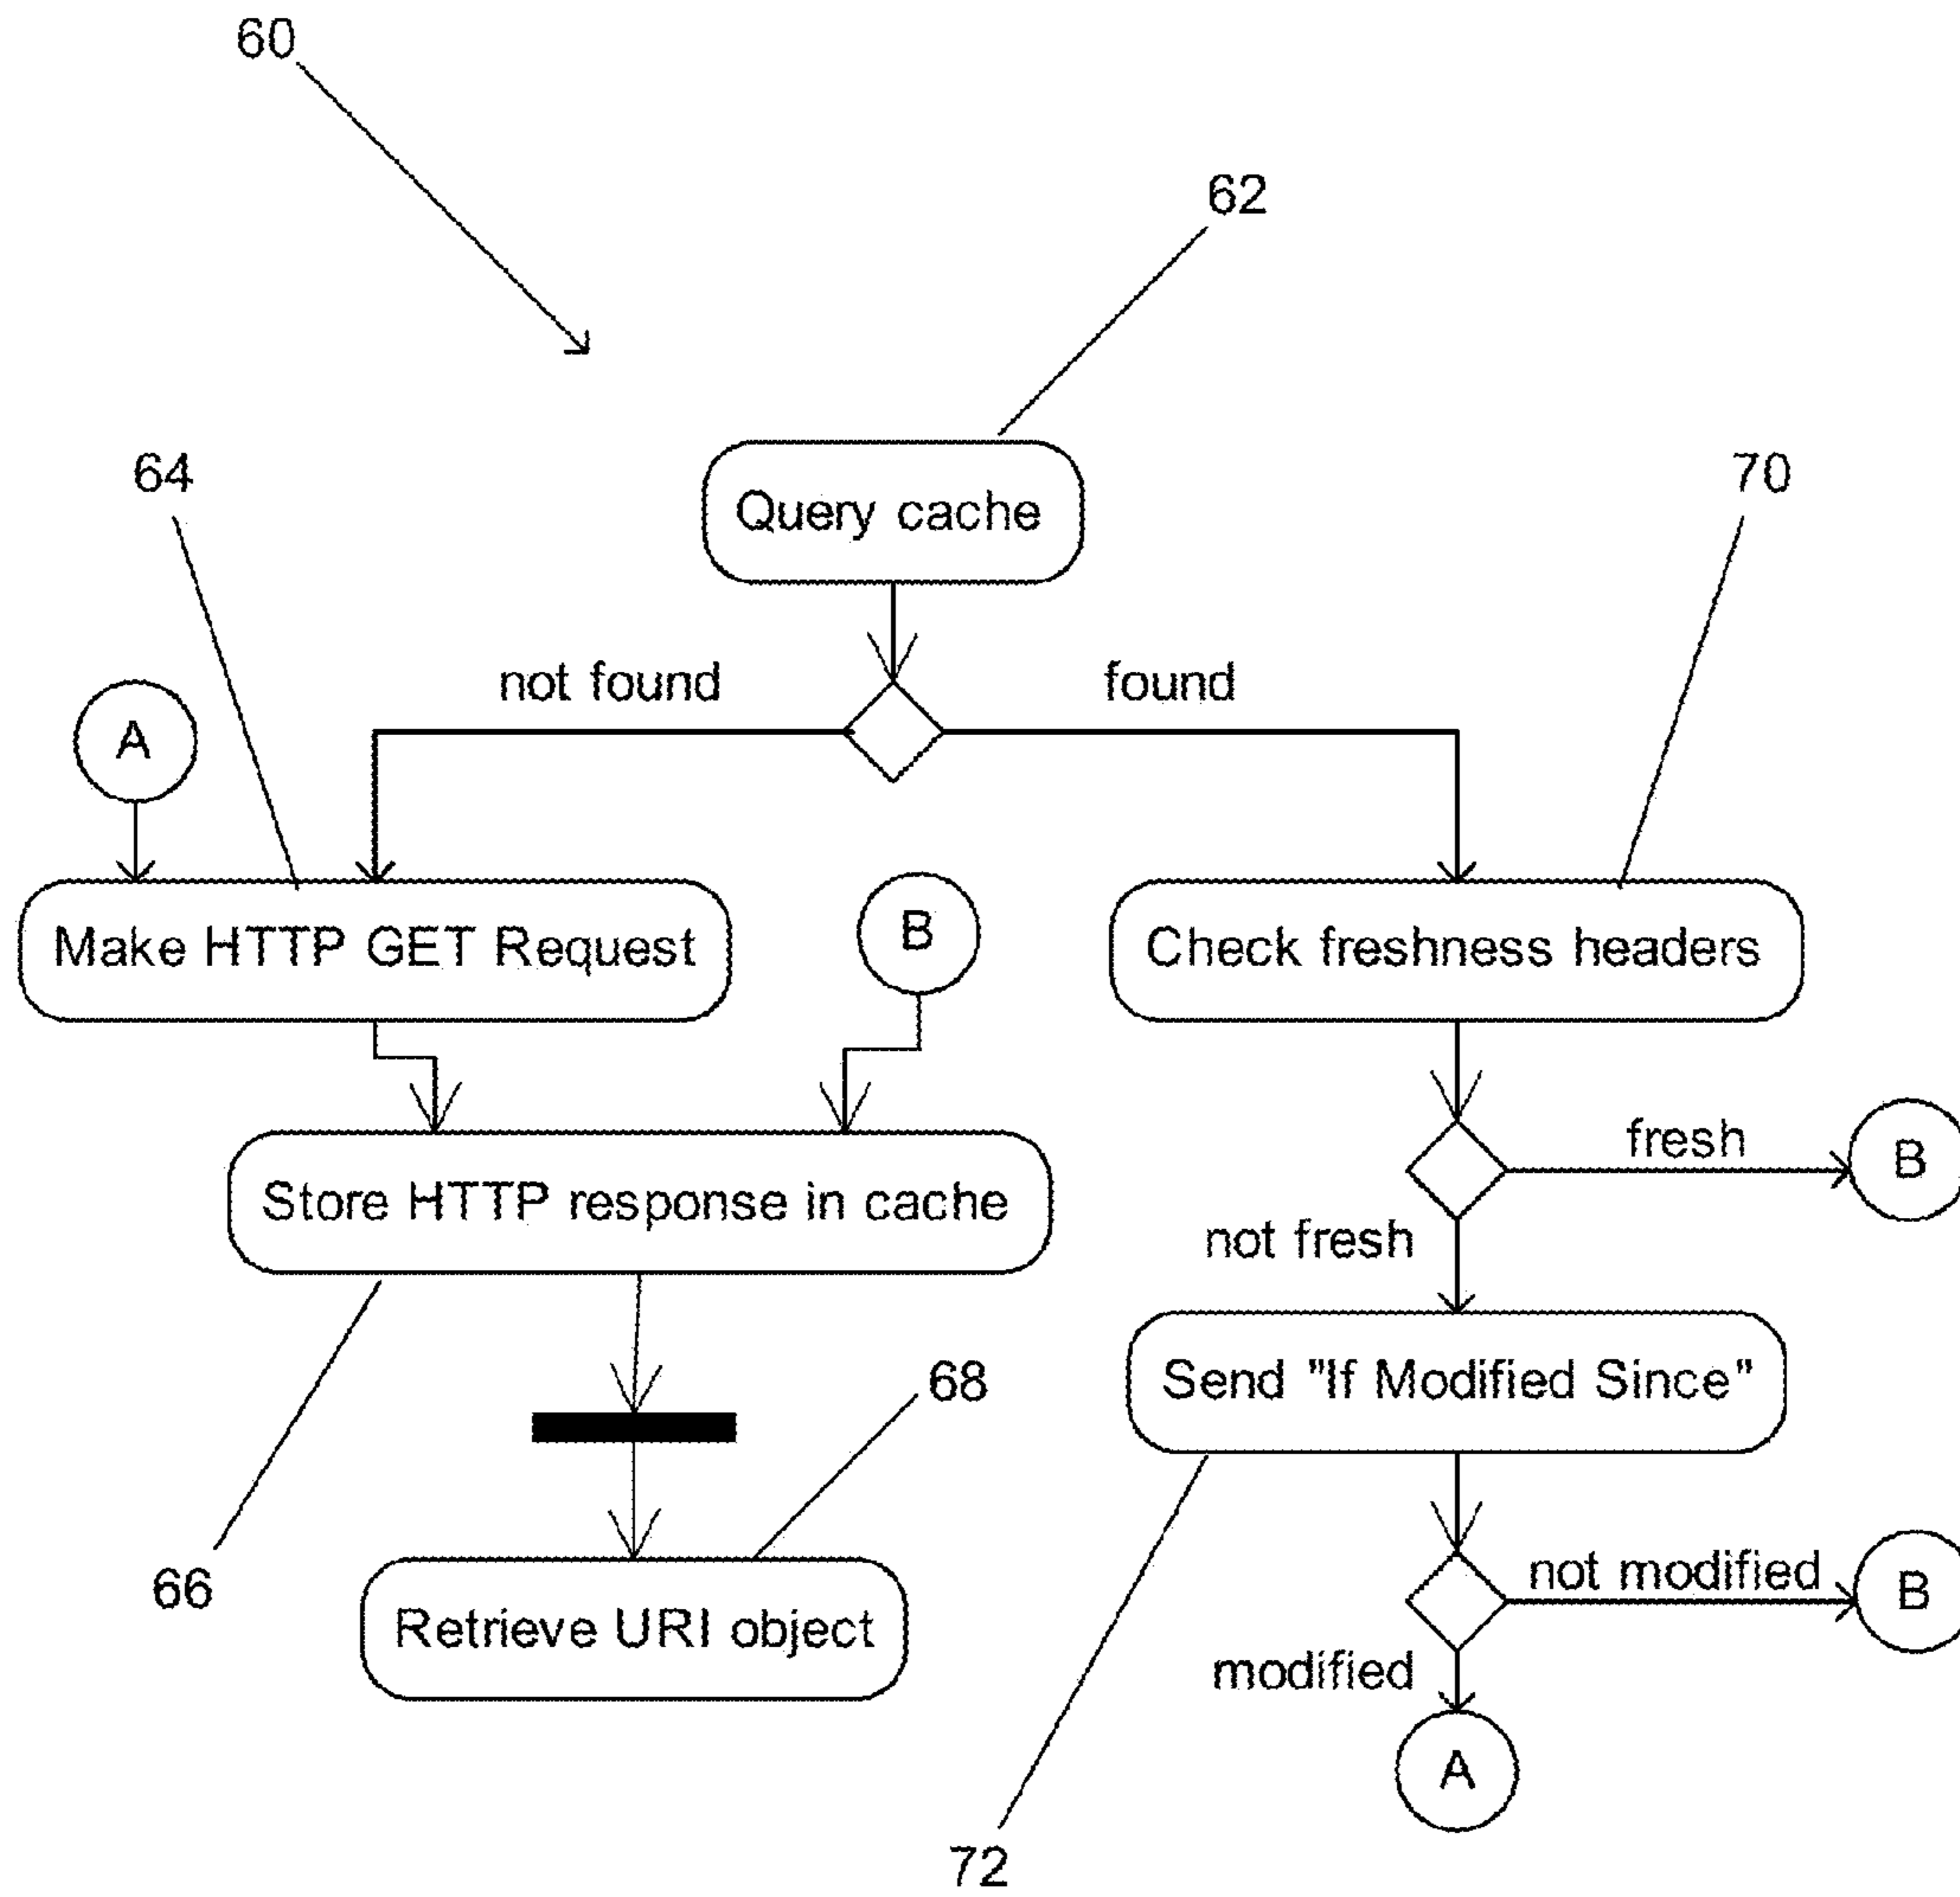 60
62
64
70
Query cache
not found
found
A
Make HTTP GET Request
B
Check freshness headers
fresh
B
Store HTTP response in cache
not fresh
Send "If Modified Since"
68
66
Retrieve URI object
not modified
B
modified
A
72